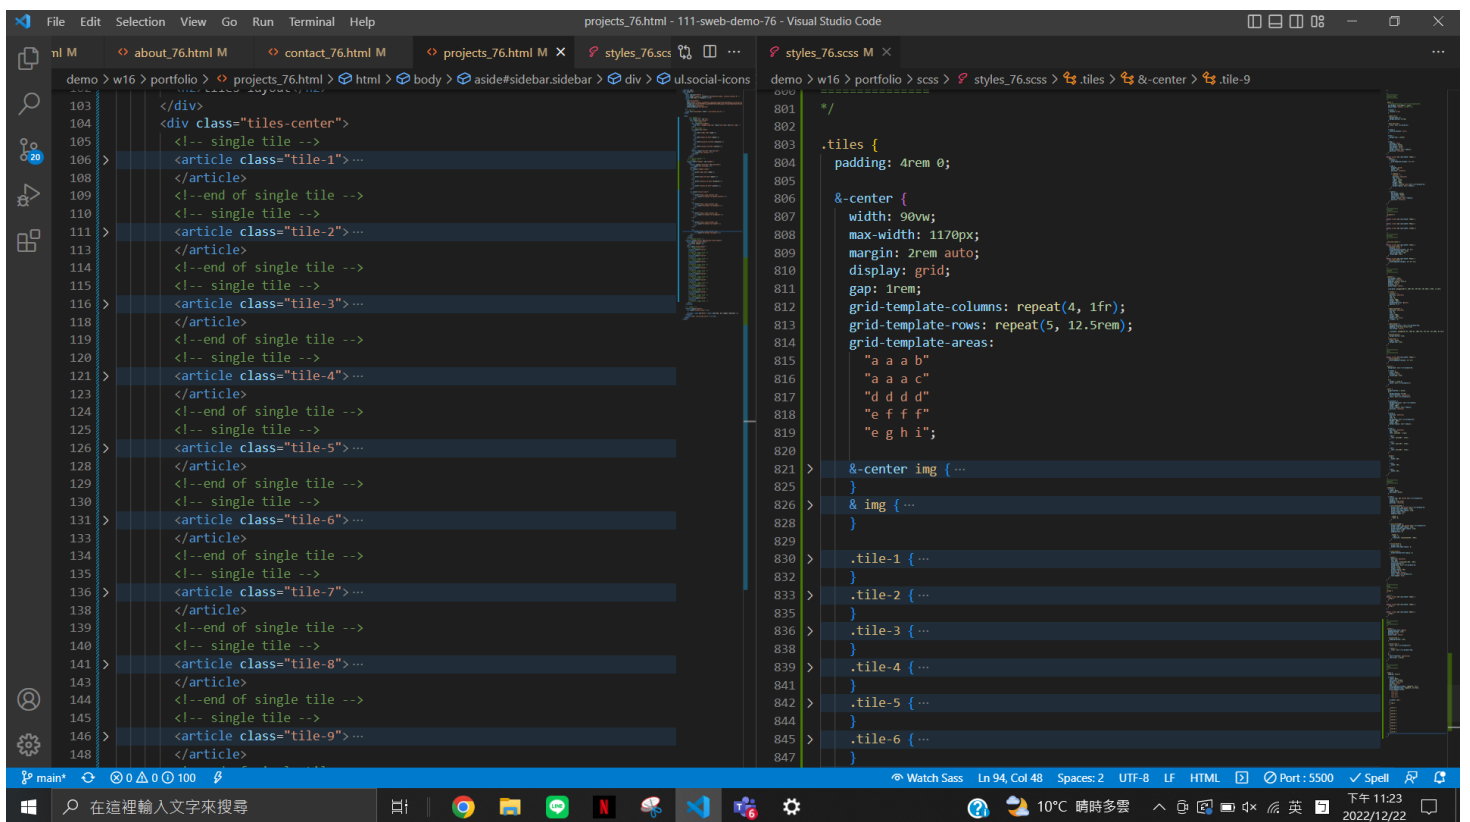 File Edit Selection View Go Run Terminal Help projects_76.html - 111-sweb-demo-76 - Visual Studio Code
ml M about_76.html M contact_76.html M projects_76.html M styles_76.scs
demo > w16 > portfolio > projects_76.html > html > body > aside#sidebar.sidebar > div > ul.social-icons
103 </div>
104 <div class="tiles-center">
105 <!-- single tile -->
106 <article class="tile-1">
108 </article>
109 <!--end of single tile -->
110 <!-- single tile -->
111 <article class="tile-2">
113 </article>
114 <!--end of single tile -->
115 <!-- single tile -->
116 <article class="tile-3">
118 </article>
119 <!--end of single tile -->
120 <!-- single tile -->
121 <article class="tile-4">
123 </article>
124 <!--end of single tile -->
125 <!-- single tile -->
126 <article class="tile-5">
128 </article>
129 <!--end of single tile -->
130 <!-- single tile -->
131 <article class="tile-6">
133 </article>
134 <!--end of single tile -->
135 <!-- single tile -->
136 <article class="tile-7">
138 </article>
139 <!--end of single tile -->
140 <!-- single tile -->
141 <article class="tile-8">
143 </article>
144 <!--end of single tile -->
145 <!-- single tile -->
146 <article class="tile-9">
148 </article>
styles_76.scss M
demo > w16 > portfolio > scss > styles_76.scss > .tiles > &-center > .tile-9
800 ===============
801 */
802
803 .tiles {
804 padding: 4rem 0;
805
806 &-center {
807 width: 90vw;
808 max-width: 1170px;
809 margin: 2rem auto;
810 display: grid;
811 gap: 1rem;
812 grid-template-columns: repeat(4, 1fr);
813 grid-template-rows: repeat(5, 12.5rem);
814 grid-template-areas:
815 "a a a b"
816 "a a a c"
817 "d d d d"
818 "e f f f"
819 "e g h i";
820
821 &-center img {
825 }
826 & img {
828 }
829
830 .tile-1 {
832 }
833 .tile-2 {
835 }
836 .tile-3 {
838 }
839 .tile-4 {
841 }
842 .tile-5 {
844 }
845 .tile-6 {
847 }
20
main* 0 0 100 Watch Sass Ln 94, Col 48 Spaces: 2 UTF-8 LF HTML Port : 5500 Spell
在這裡輸入文字來搜尋 10°C 晴時多雲 英 下午 11:23
2022/12/22